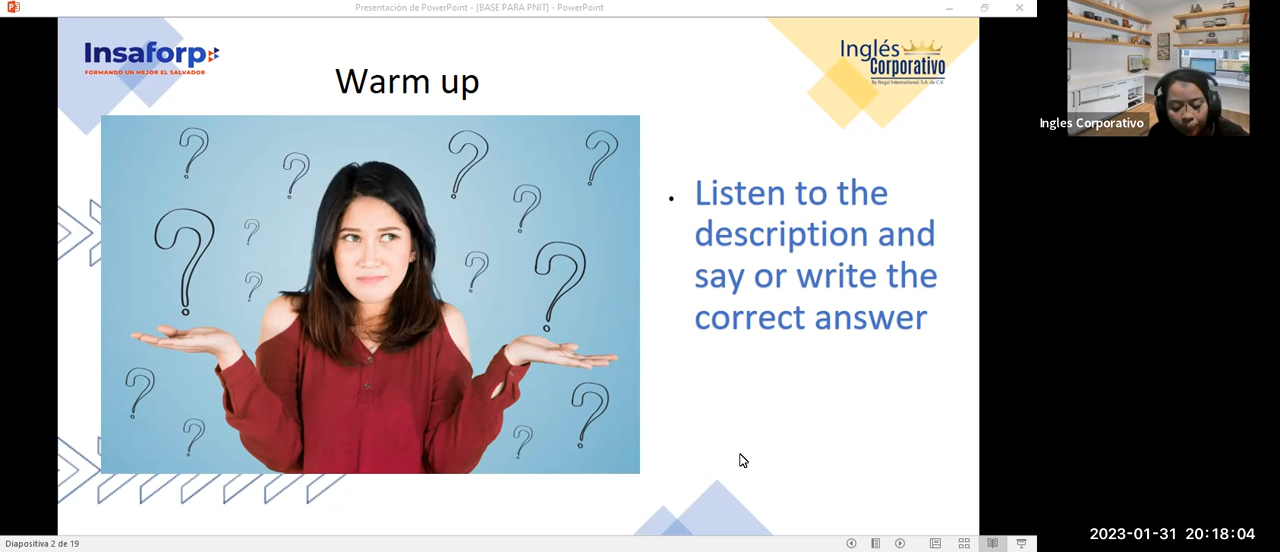 Presentación de PowerPoint - [BASE PARA PNIT] - PowerPoint
Insaforp
FORMANDO UN MEJOR EL SALVADOR
Inglés
Corporativo
By Regal International, S.A. de C.V.
Warm up
• Listen to the
description and
say or write the
correct answer
Ingles Corporativo
Diapositiva 2 de 19
2023-01-31 20:18:04